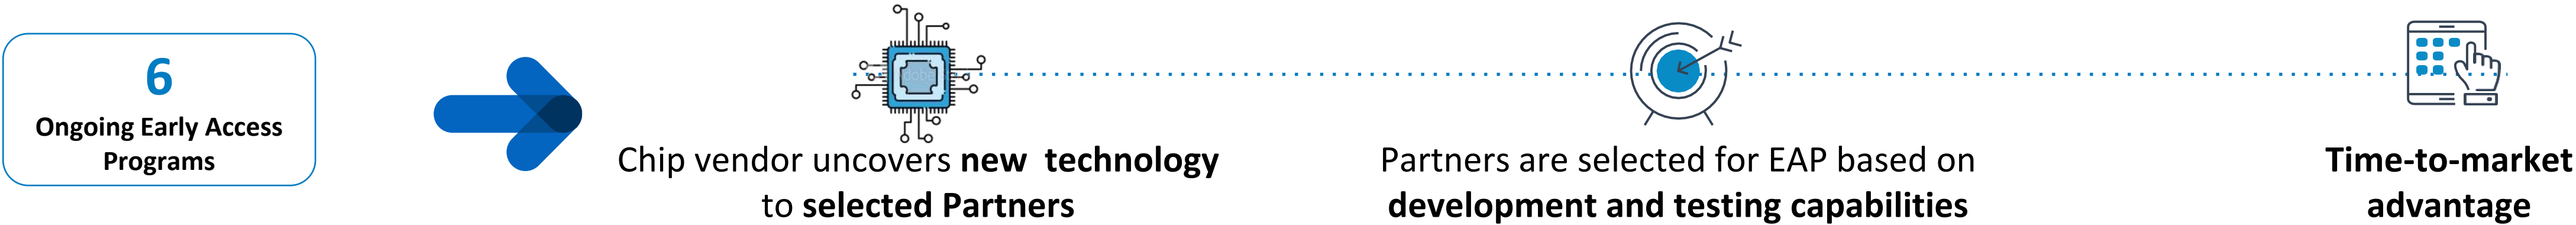 6
Ongoing Early Access
Programs
Chip vendor uncovers new technology
to selected Partners
Partners are selected for EAP based on
development and testing capabilities
Time-to-market
advantage